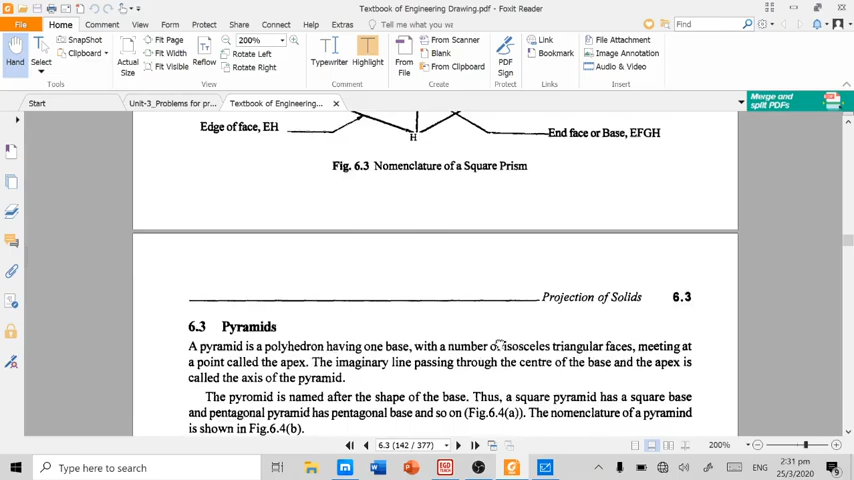 Textbook of Engineering Drawing.pdf - Foxit Reader
File Home Edit Comment View Form Protect Share Connect Help Extras Tell me what you wa... Find
SnapShot
Clipboard
Hand Select
Actual Size
Fit Page
Fit Width
Fit Visible
Reflow
200%
Rotate Left
Rotate Right
Typewriter Highlight
From File
From Scanner
Blank
From Clipboard
PDF Sign
Link
Bookmark
File Attachment
Image Annotation
Audio & Video
Tools View Comment Create Protect Links Insert
Start Unit-3_Problems for pr... Textbook of Engineering...
Merge and split PDFs
Edge of face, EH
H
End face or Base, EFGH
Fig. 6.3 Nomenclature of a Square Prism
Projection of Solids 6.3
6.3 Pyramids
A pyramid is a polyhedron having one base, with a number of isosceles triangular faces, meeting at
a point called the apex. The imaginary line passing through the centre of the base and the apex is
called the axis of the pyramid.
The pyromid is named after the shape of the base. Thus, a square pyramid has a square base
and pentagonal pyramid has pentagonal base and so on (Fig.6.4(a)). The nomenclature of a pyramind
is shown in Fig.6.4(b).
6.3 (142 / 377)
200%
Type here to search
EGD
ENG
2:31 pm
25/3/2020